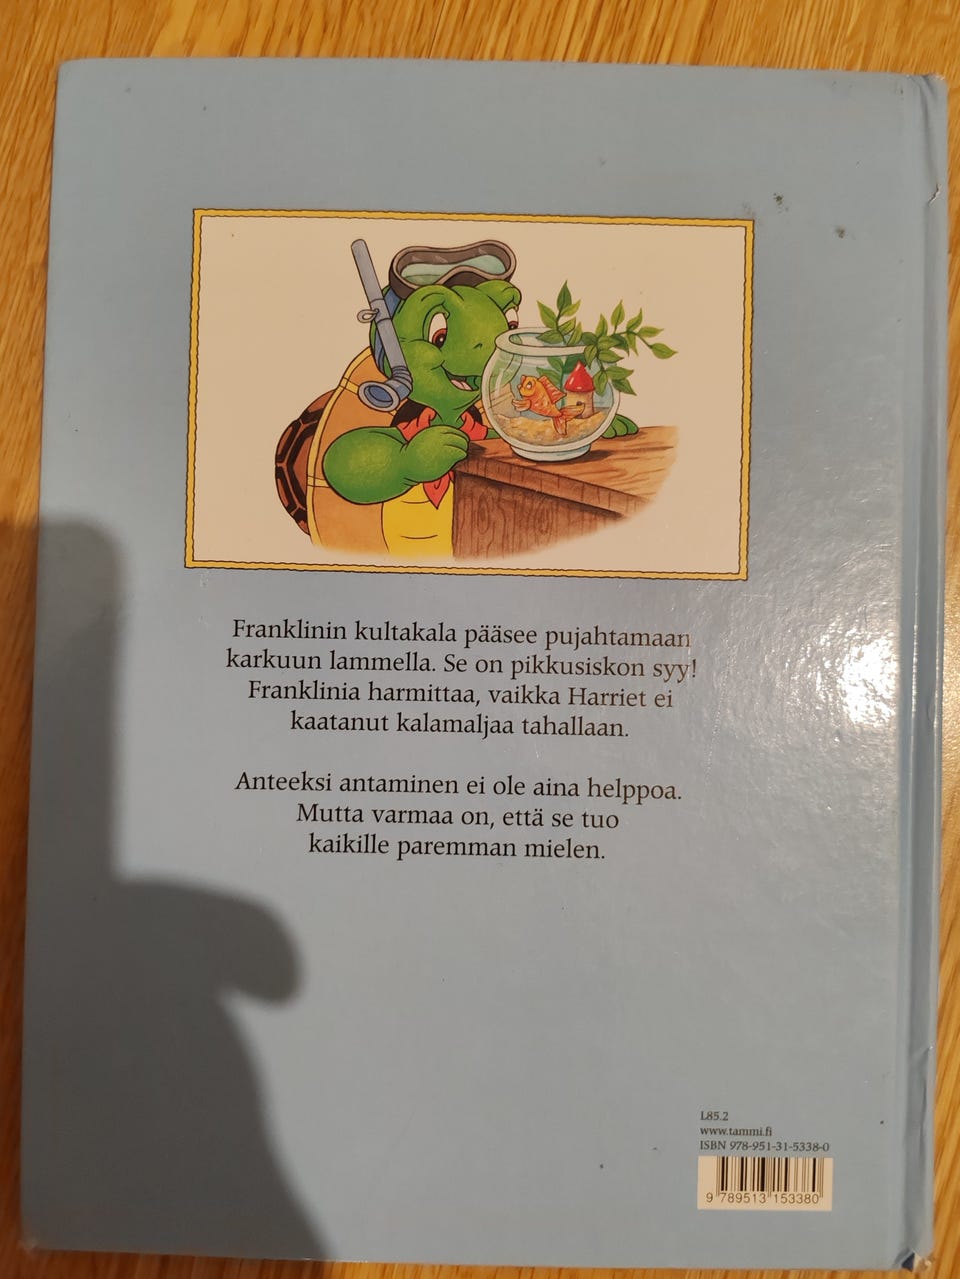 Franklinin kultakala pääsee pujahtamaan
karkuun lammella. Se on pikkusiskon syy!
Franklinia harmittaa, vaikka Harriet ei
kaatanut kalamaljaa tahallaan.
Anteeksi antaminen ei ole aina helppoa.
Mutta varmaa on, että se tuo
kaikille paremman mielen.
L85.2
www.tammi.fi
ISBN 978-951-31-5338-0
9 789513 153380